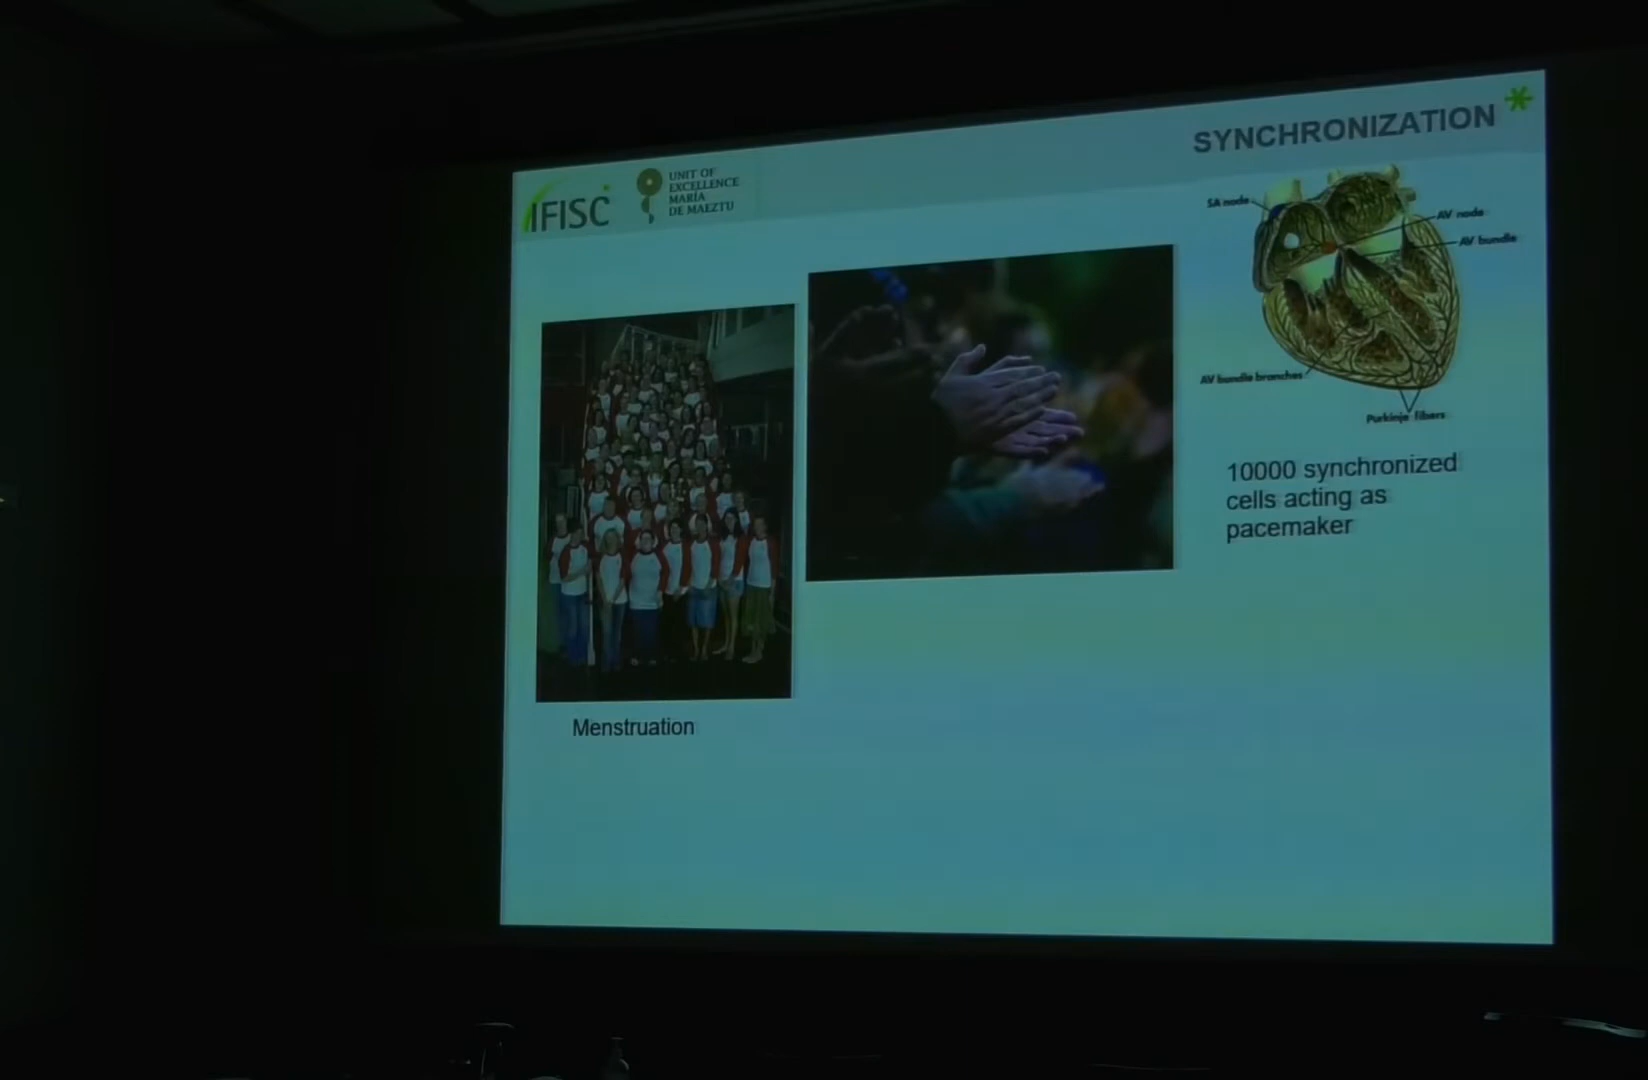 SYNCHRONIZATION
IFISC
UNIT OF
EXCELLENCE
MARÍA
DE MAEZTU
SA node
AV node
AV bundle
AV bundle branches
Purkinje fibers
10000 synchronized
cells acting as
pacemaker
Menstruation